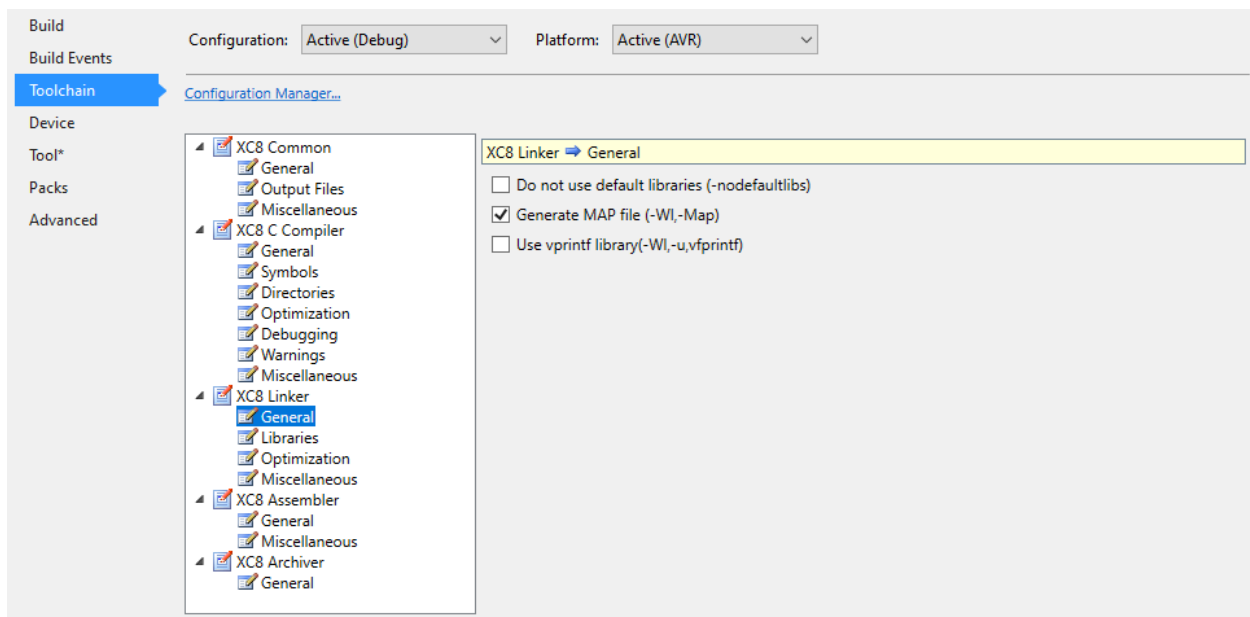 Build
Build Events
Toolchain
Device
Tool*
Packs
Advanced
Configuration: Active (Debug) Platform: Active (AVR)
Configuration Manager...
XC8 Common
General
Output Files
Miscellaneous
XC8 C Compiler
General
Symbols
Directories
Optimization
Debugging
Warnings
Miscellaneous
XC8 Linker
General
Libraries
Optimization
Miscellaneous
XC8 Assembler
General
Miscellaneous
XC8 Archiver
General
XC8 Linker ➡ General
Do not use default libraries (-nodefaultlibs)
Generate MAP file (-Wl,-Map)
Use vprintf library(-Wl,-u,vfprintf)